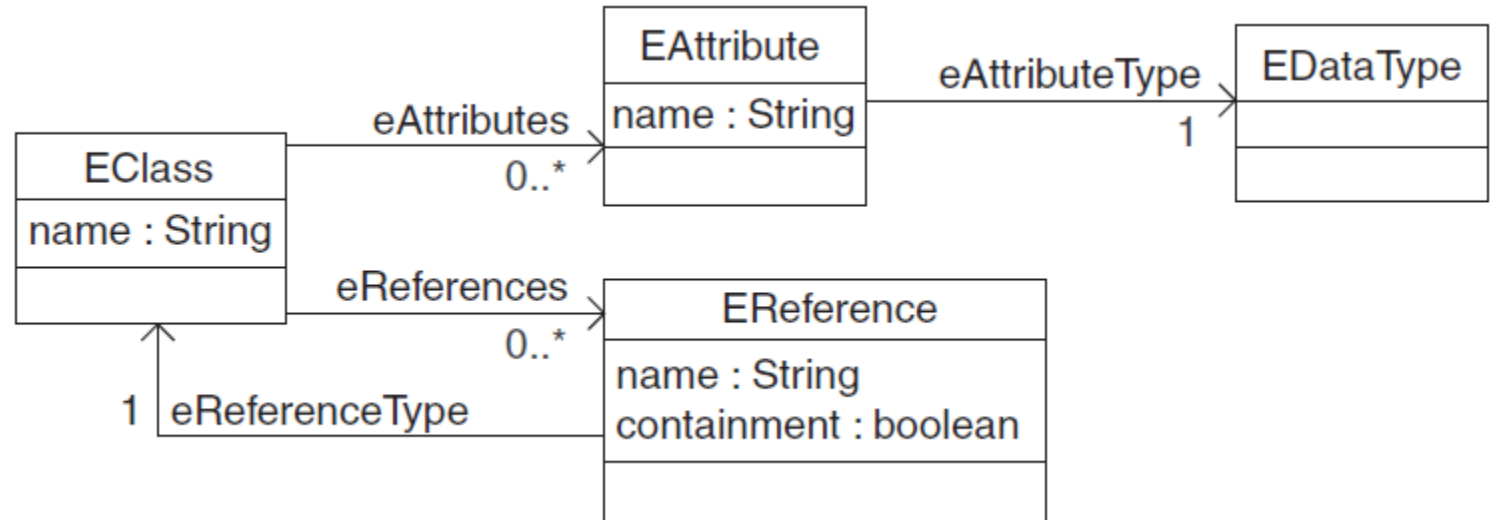 EAttribute
name : String
eAttributeType
1
EDataType
eAttributes
0..*
EClass
name : String
eReferences
0..*
EReference
name : String
containment : boolean
1
eReferenceType